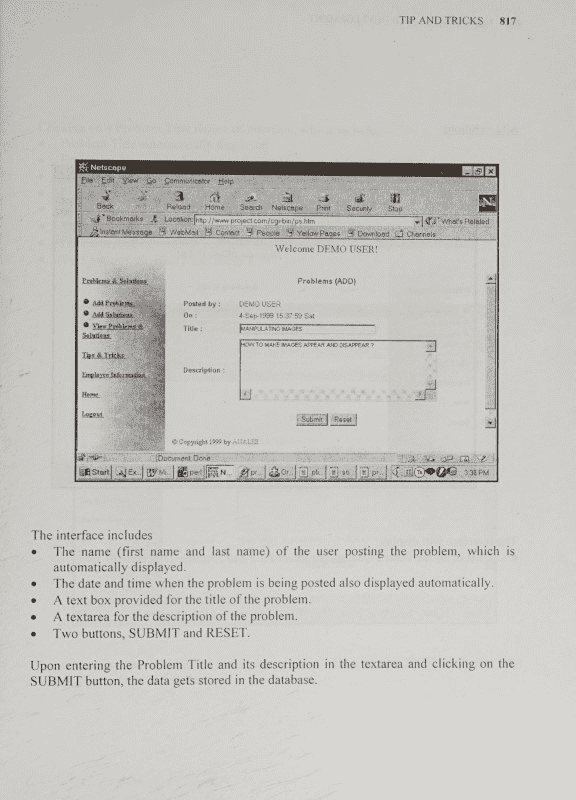 TIP AND TRICKS 817
Netscape
File Edit View Go Communicator Help
Back Reload Home Search Netscape Print Security Stop
Bookmarks Location: http://www.project.com/cgi-bin/ps.htm What's Related
Instant Message WebMail Contact People Yellow Pages Download Channels
Welcome DEMO USER!
Problems & Solutions
Problems (ADD)
Add Problems
Posted by : DEMO USER
Add Solutions
On : 4-Sep-1999 15:37:59 Sat
View Problems &
Solutions
Title : MANIPULATING IMAGES
HOW TO MAKE IMAGES APPEAR AND DISAPPEAR ?
Tips & Tricks
Description :
Employee Information
Home
Logout
Submit Reset
© Copyright 1999 by
Document Done
Start Ex.. perl N.. pr.. Or.. pk.. so.. pr.. 3:38 PM
The interface includes
• The name (first name and last name) of the user posting the problem, which is
automatically displayed.
• The date and time when the problem is being posted also displayed automatically.
• A text box provided for the title of the problem.
• A textarea for the description of the problem.
• Two buttons, SUBMIT and RESET.
Upon entering the Problem Title and its description in the textarea and clicking on the
SUBMIT button, the data gets stored in the database.